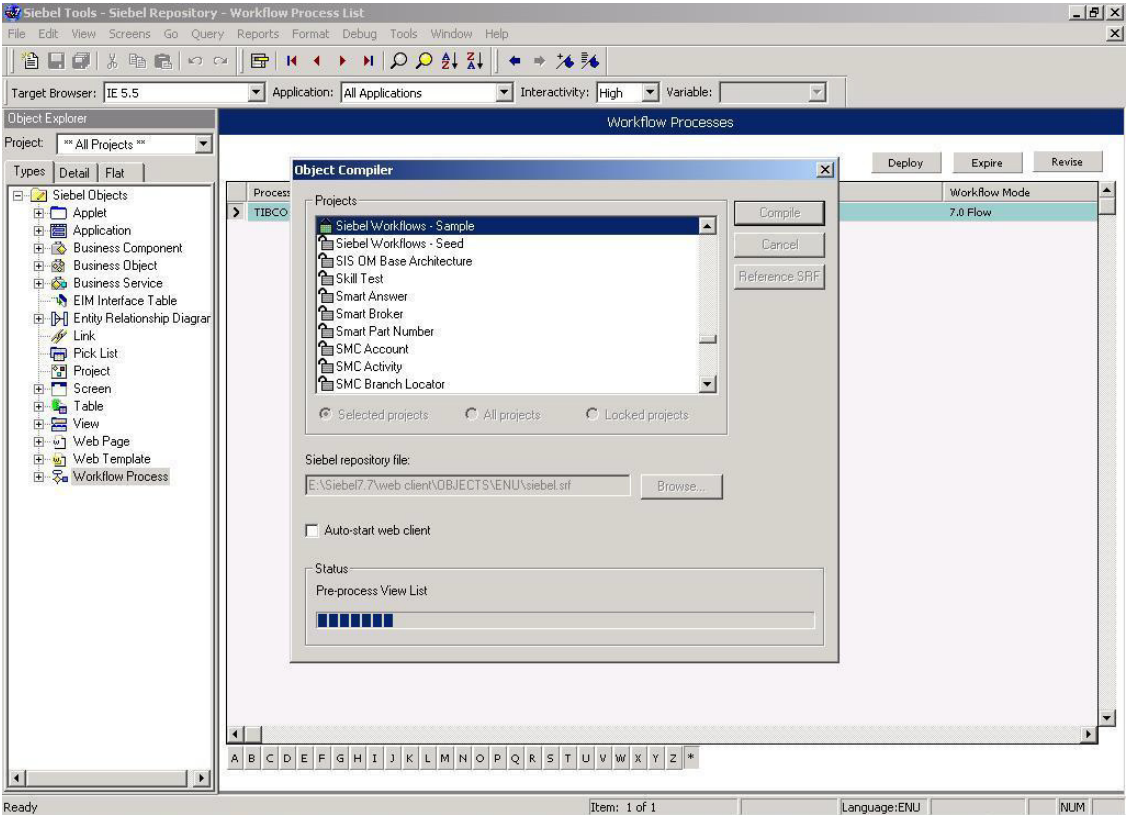 Siebel Tools - Siebel Repository - Workflow Process List
File Edit View Screens Go Query Reports Format Debug Tools Window Help
Target Browser: IE 5.5 Application: All Applications Interactivity: High Variable:
Object Explorer
Project: ** All Projects **
Types Detail Flat
Siebel Objects
Applet
Application
Business Component
Business Object
Business Service
EIM Interface Table
Entity Relationship Diagrar
Link
Pick List
Project
Screen
Table
View
Web Page
Web Template
Workflow Process
Workflow Processes
Deploy Expire Revise
Process Workflow Mode
TIBCO 7.0 Flow
Object Compiler
Projects
Siebel Workflows - Sample
Siebel Workflows - Seed
SIS OM Base Architecture
Skill Test
Smart Answer
Smart Broker
Smart Part Number
SMC Account
SMC Activity
SMC Branch Locator
Compile
Cancel
Reference SRF
Selected projects All projects Locked projects
Siebel repository file:
E:\Siebel7.7\web client\OBJECTS\ENU\siebel.srf Browse...
Auto-start web client
Status
Pre-process View List
A B C D E F G H I J K L M N O P Q R S T U V W X Y Z *
Ready Item: 1 of 1 Language:ENU NUM